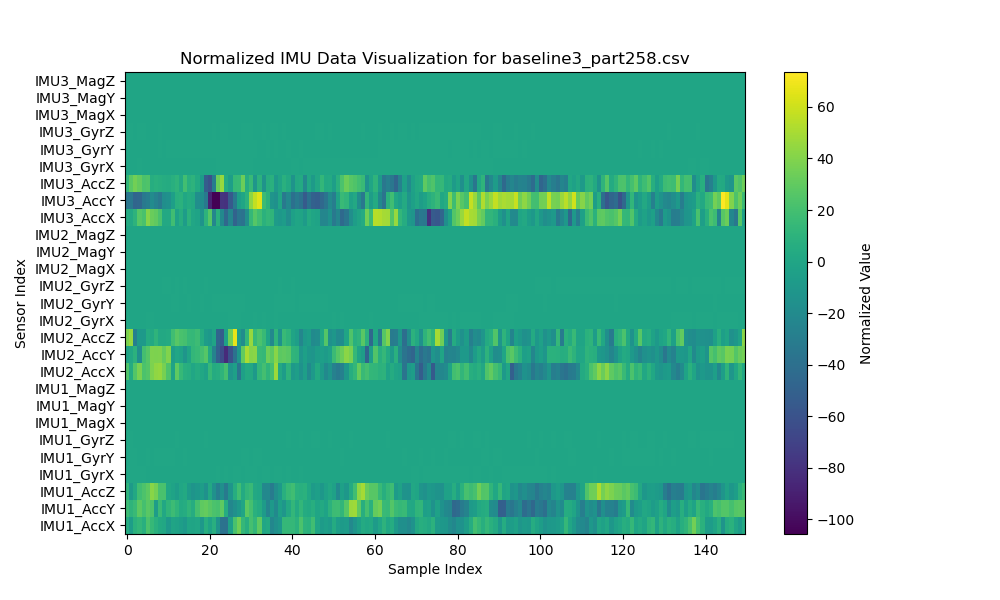 Normalized IMU Data Visualization for baseline3_part258.csv
IMU3_MagZ
IMU3_MagY
IMU3_MagX
IMU3_GyrZ
IMU3_GyrY
IMU3_GyrX
IMU3_AccZ
IMU3_AccY
IMU3_AccX
IMU2_MagZ
IMU2_MagY
IMU2_MagX
IMU2_GyrZ
IMU2_GyrY
IMU2_GyrX
IMU2_AccZ
IMU2_AccY
IMU2_AccX
IMU1_MagZ
IMU1_MagY
IMU1_MagX
IMU1_GyrZ
IMU1_GyrY
IMU1_GyrX
IMU1_AccZ
IMU1_AccY
IMU1_AccX
Sensor Index
0 20 40 60 80 100 120 140
Sample Index
60
40
20
0
−20
−40
−60
−80
−100
Normalized Value